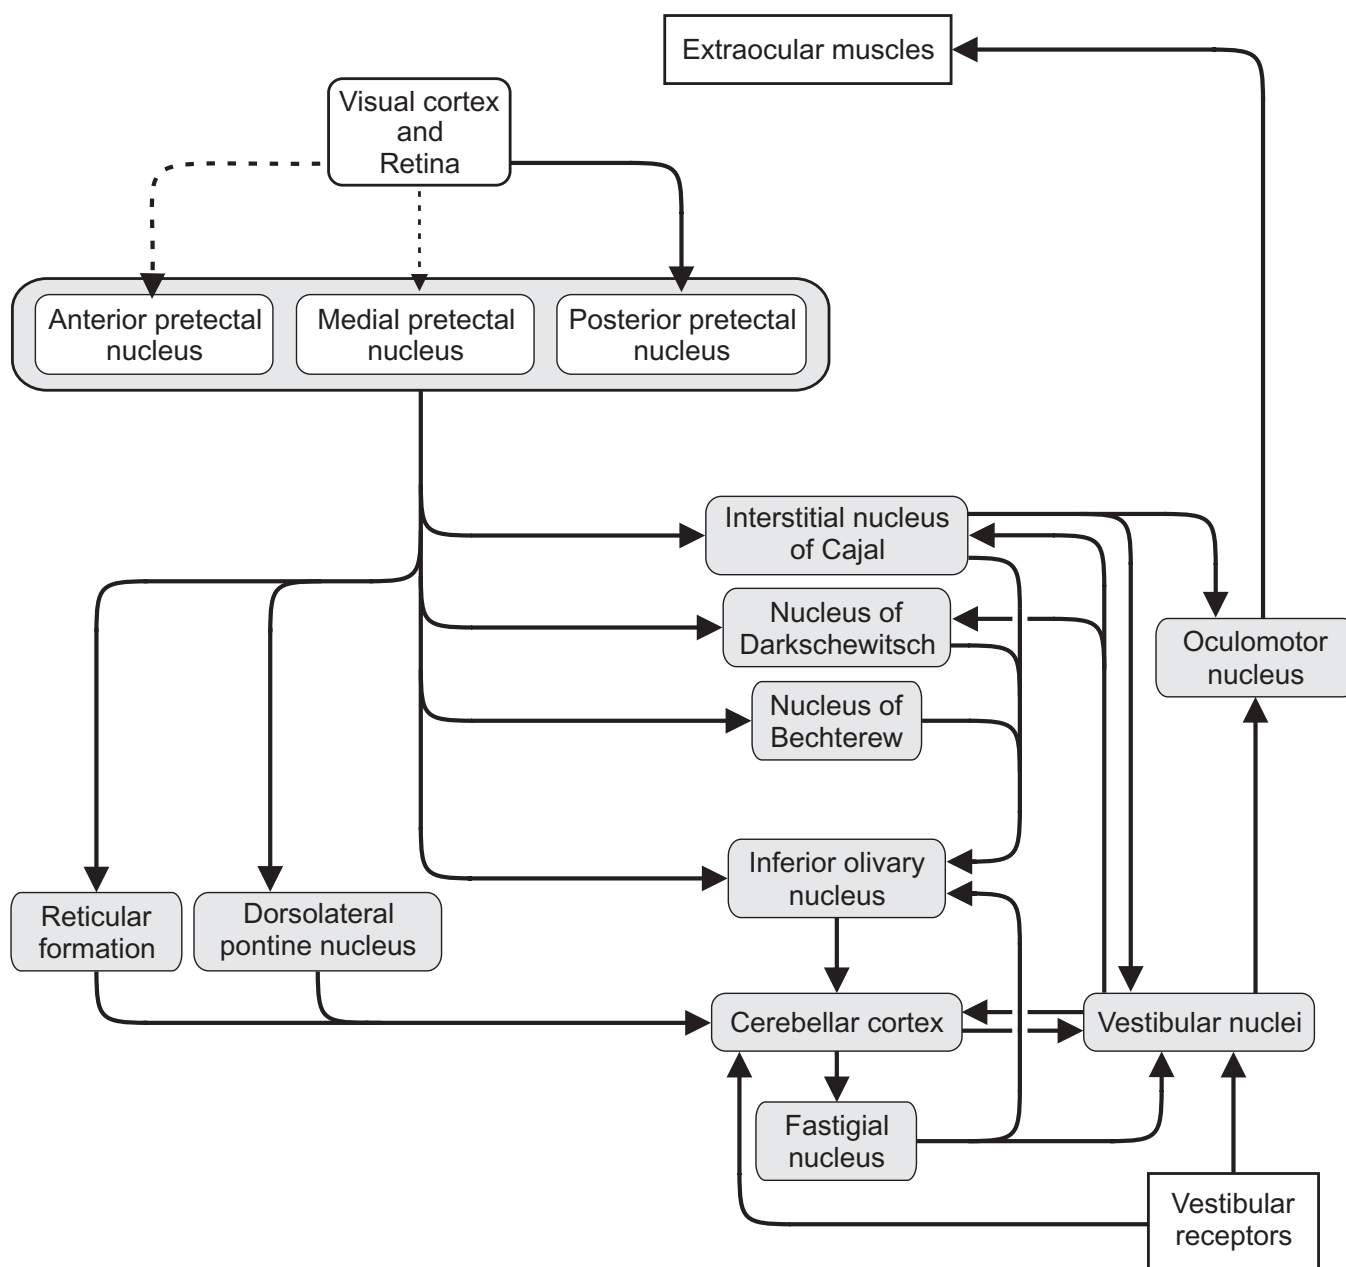 Extraocular muscles
Visual cortex
and
Retina
Anterior pretectal
nucleus
Medial pretectal
nucleus
Posterior pretectal
nucleus
Interstitial nucleus
of Cajal
Nucleus of
Darkschewitsch
Oculomotor
nucleus
Nucleus of
Bechterew
Inferior olivary
nucleus
Reticular
formation
Dorsolateral
pontine nucleus
Cerebellar cortex
Vestibular nuclei
Fastigial
nucleus
Vestibular
receptors